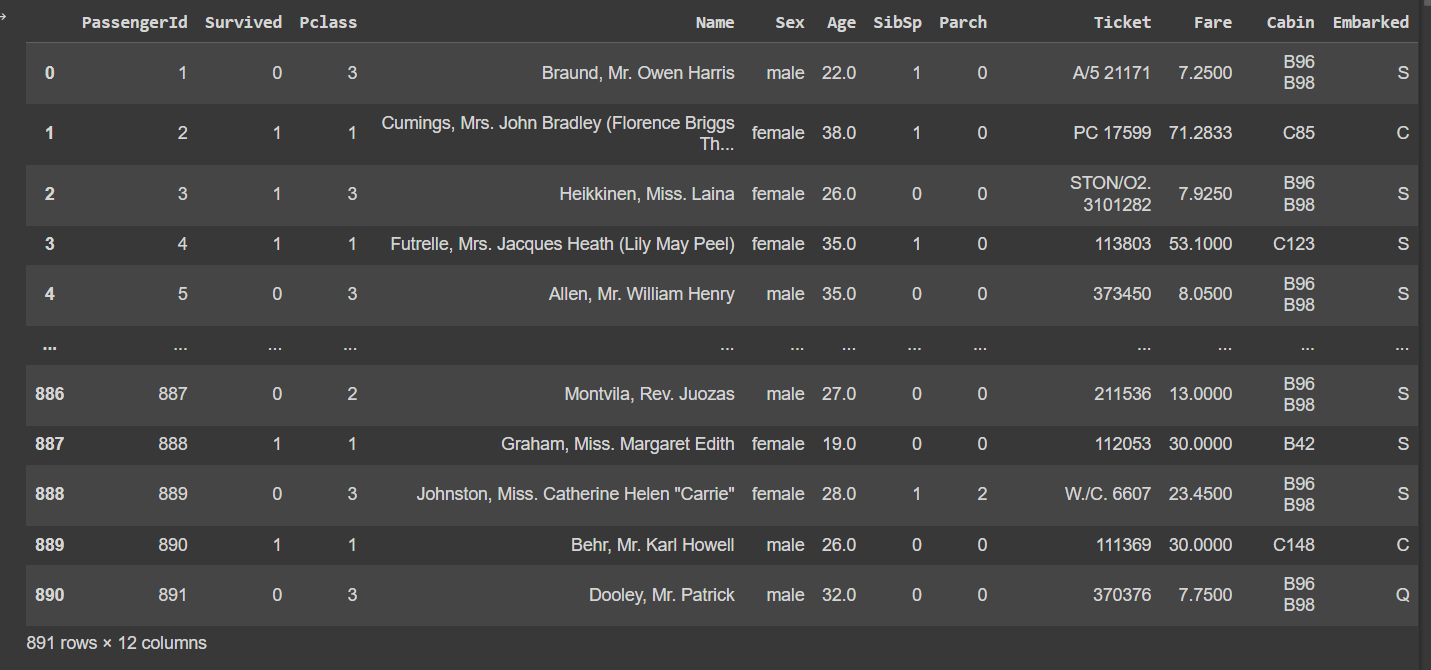 PassengerId Survived Pclass Name Sex Age SibSp Parch Ticket Fare Cabin Embarked
0 1 0 3 Braund, Mr. Owen Harris male 22.0 1 0 A/5 21171 7.2500 B96 B98 S
1 2 1 1 Cumings, Mrs. John Bradley (Florence Briggs Th... female 38.0 1 0 PC 17599 71.2833 C85 C
2 3 1 3 Heikkinen, Miss. Laina female 26.0 0 0 STON/O2. 3101282 7.9250 B96 B98 S
3 4 1 1 Futrelle, Mrs. Jacques Heath (Lily May Peel) female 35.0 1 0 113803 53.1000 C123 S
4 5 0 3 Allen, Mr. William Henry male 35.0 0 0 373450 8.0500 B96 B98 S
... ... ... ... ... ... ... ... ... ... ... ... ...
886 887 0 2 Montvila, Rev. Juozas male 27.0 0 0 211536 13.0000 B96 B98 S
887 888 1 1 Graham, Miss. Margaret Edith female 19.0 0 0 112053 30.0000 B42 S
888 889 0 3 Johnston, Miss. Catherine Helen "Carrie" female 28.0 1 2 W./C. 6607 23.4500 B96 B98 S
889 890 1 1 Behr, Mr. Karl Howell male 26.0 0 0 111369 30.0000 C148 C
890 891 0 3 Dooley, Mr. Patrick male 32.0 0 0 370376 7.7500 B96 B98 Q
891 rows × 12 columns